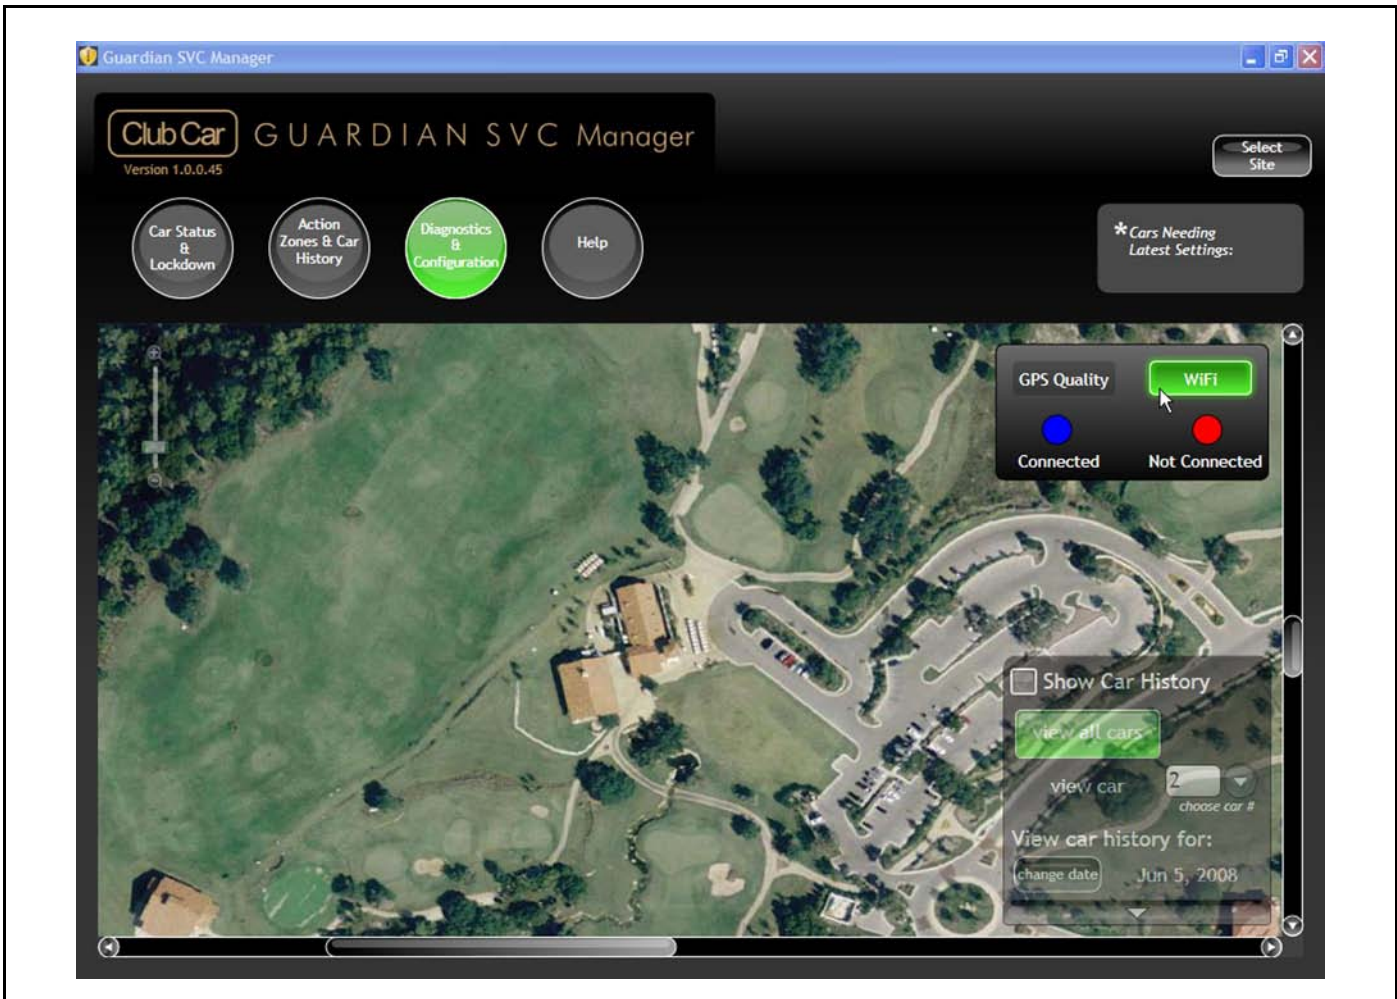 Guardian SVC Manager
Club Car
GUARDIAN SVC Manager
Version 1.0.0.45
Select
Site
Car Status
&
Lockdown
Action
Zones & Car
History
Diagnostics
&
Configuration
Help
*Cars Needing
Latest Settings:
GPS Quality
WiFi
Connected
Not Connected
Show Car History
view all cars
view car
2
choose car #
View car history for:
change date
Jun 5, 2008